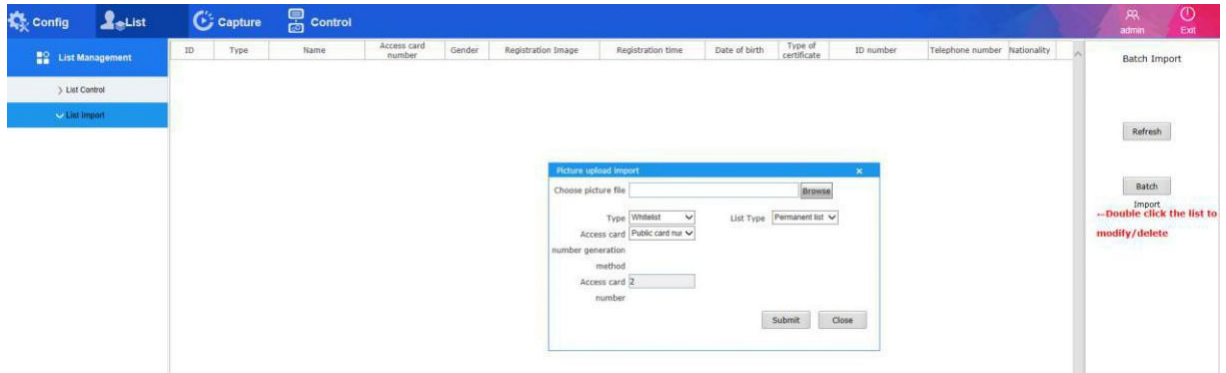 Config List Capture Control admin Exit
List Management
List Control
List Import
ID Type Name Access card number Gender Registration Image Registration time Date of birth Type of certificate ID number Telephone number Nationality
Batch Import
Refresh
Batch
Import
←Double click the list to
modify/delete
Picture upload import x
Choose picture file Browse
Type Whitelist List Type Permanent list
Access card Public card nur
number generation
method
Access card 2
number
Submit Close